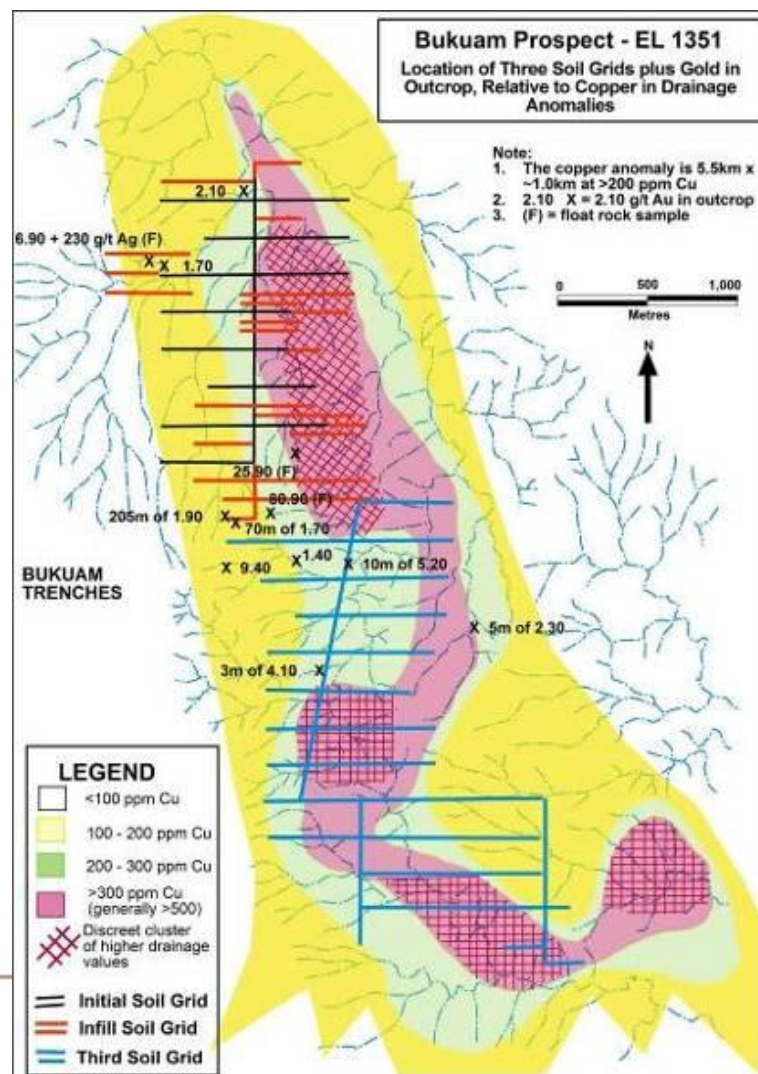 Bukuam Prospect - EL 1351
Location of Three Soil Grids plus Gold in
Outcrop, Relative to Copper in Drainage
Anomalies
Note:
1. The copper anomaly is 5.5km x
~1.0km at >200 ppm Cu
2. 2.10 X = 2.10 g/t Au in outcrop
3. (F) = float rock sample
2.10 X
6.90 + 230 g/t Ag (F)
X X 1.70
0 500 1,000
Metres
N
X
25.90 (F)
80.90 (F)
205m of 1.90 X X X
70m of 1.70
BUKUAM
TRENCHES
X 9.40
X 1.40
X 10m of 5.20
X 5m of 2.30
3m of 4.10 X
LEGEND
<100 ppm Cu
100 - 200 ppm Cu
200 - 300 ppm Cu
>300 ppm Cu
(generally >500)
Discreet cluster
of higher drainage
values
Initial Soil Grid
Infill Soil Grid
Third Soil Grid